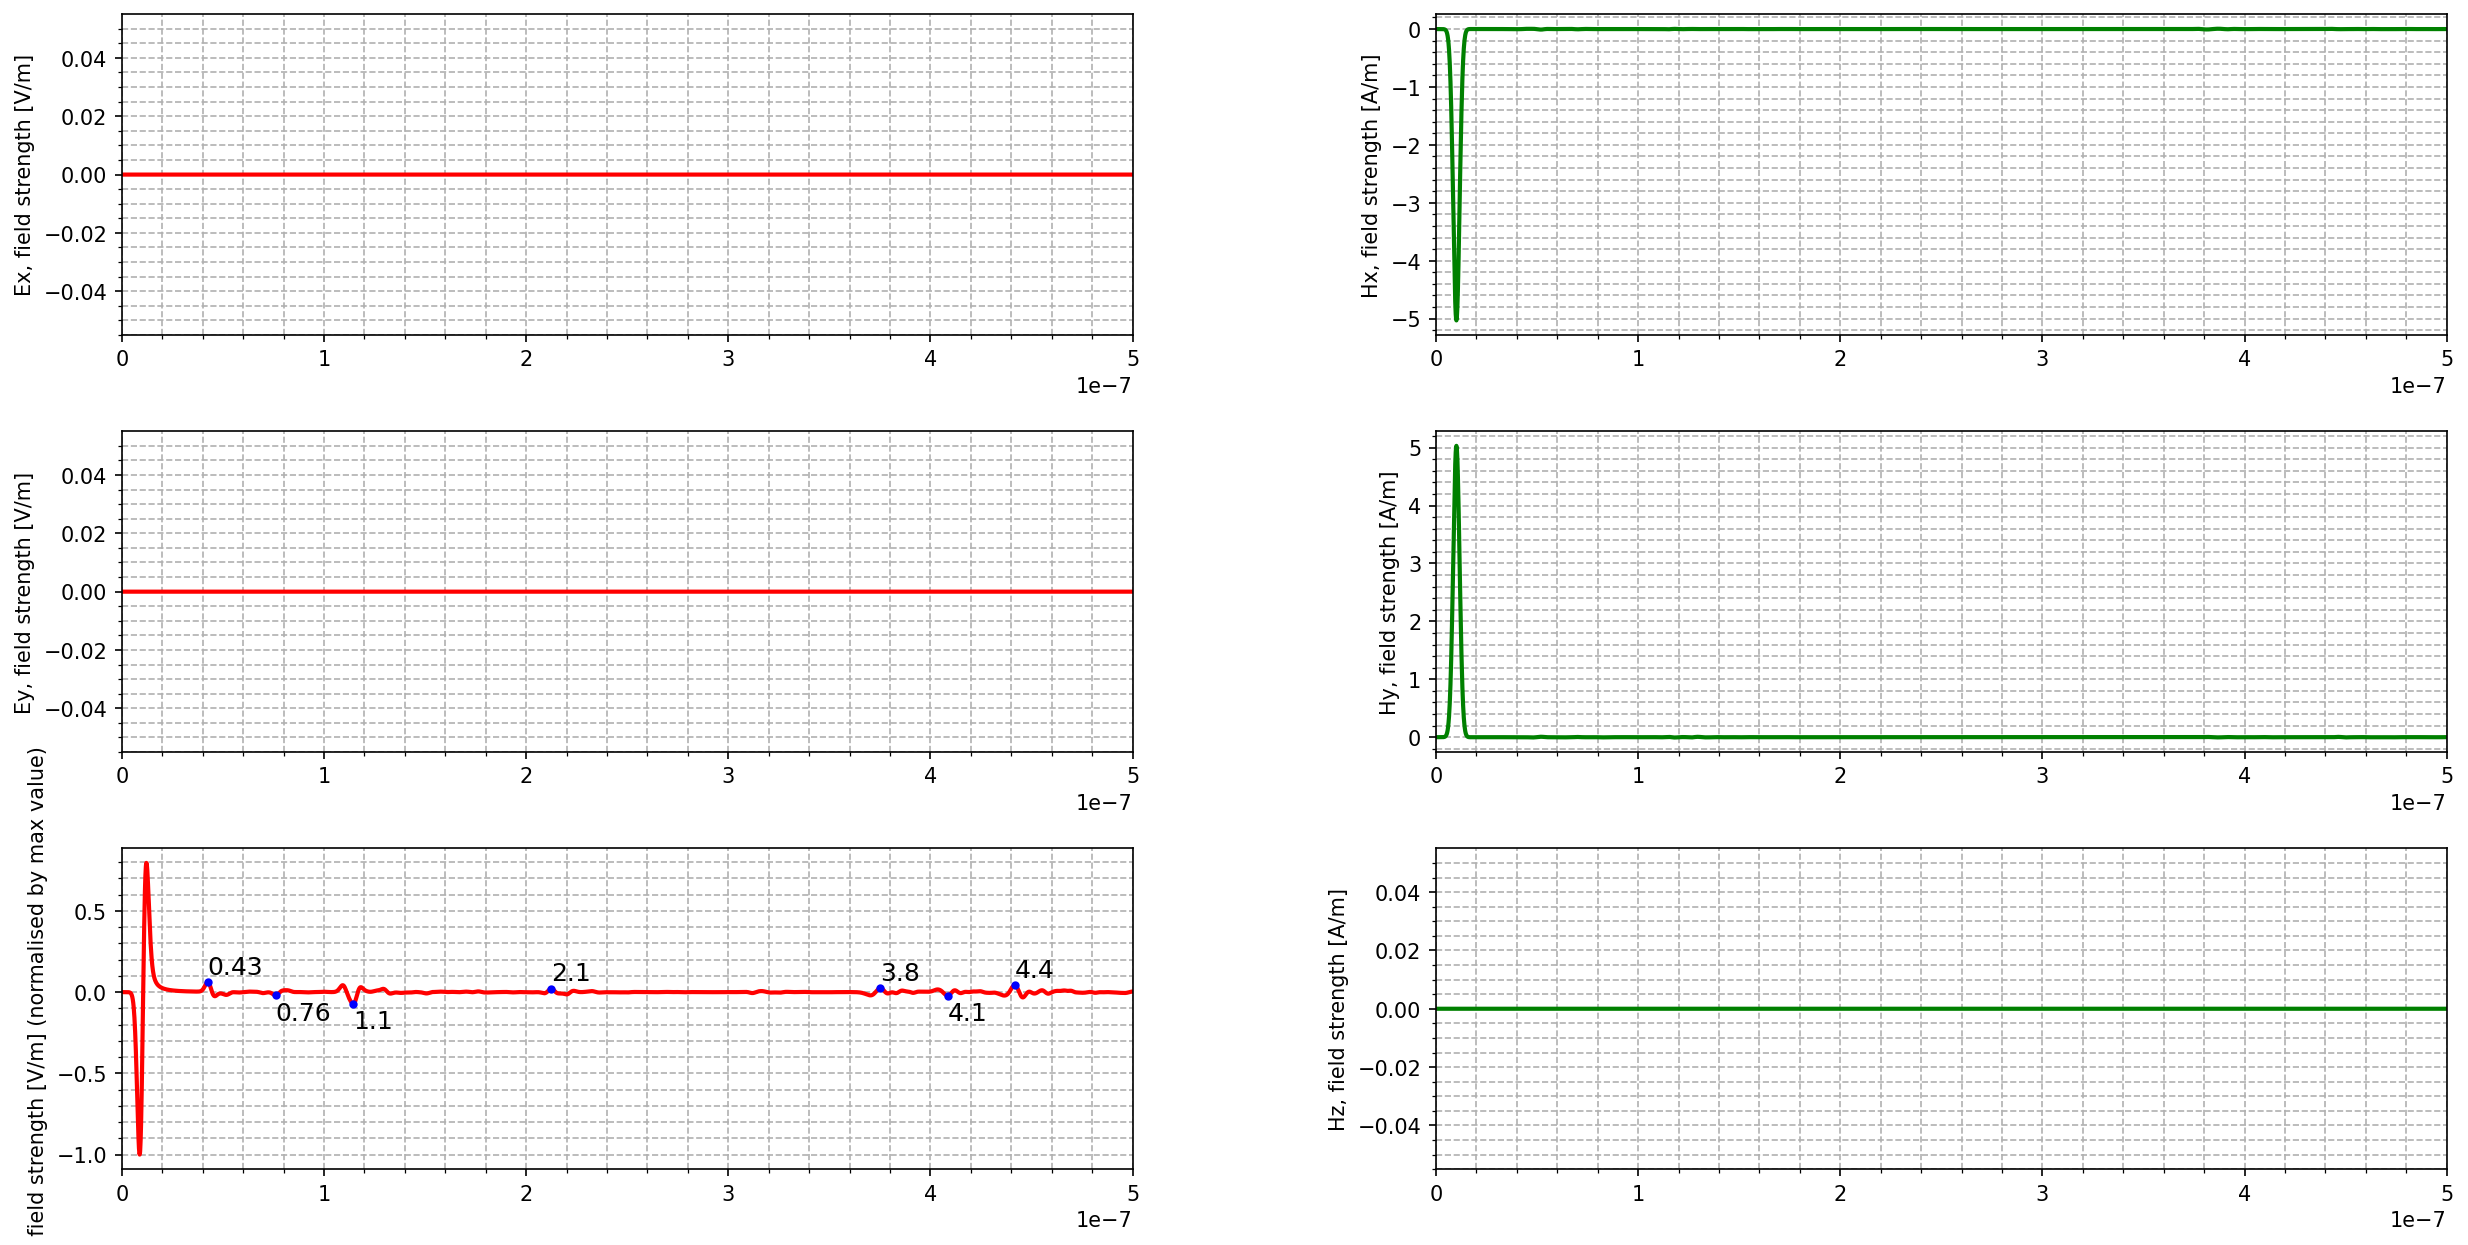 Ex, field strength [V/m]
0.04
0.02
0.00
−0.02
−0.04
0 1 2 3 4 5
1e−7
Hx, field strength [A/m]
0
−1
−2
−3
−4
−5
0 1 2 3 4 5
1e−7
Ey, field strength [V/m]
0.04
0.02
0.00
−0.02
−0.04
0 1 2 3 4 5
1e−7
Hy, field strength [A/m]
5
4
3
2
1
0
0 1 2 3 4 5
1e−7
field strength [V/m] (normalised by max value)
0.5
0.0
−0.5
−1.0
0.43
0.76
1.1
2.1
3.8
4.1
4.4
0 1 2 3 4 5
1e−7
Hz, field strength [A/m]
0.04
0.02
0.00
−0.02
−0.04
0 1 2 3 4 5
1e−7